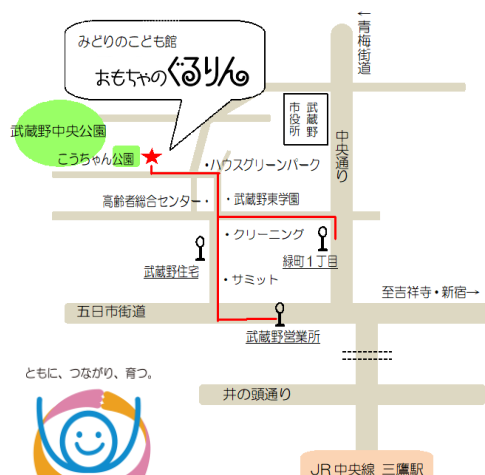 みどりのこども館
おもちゃのぐるりん
←青梅街道
武蔵野市役所
中央通り
武蔵野中央公園
こうちゃん公園
・ハウスグリーンパーク
高齢者総合センター・
・武蔵野東学園
・クリーニング
緑町1丁目
武蔵野住宅
・サミット
至吉祥寺・新宿→
五日市街道
武蔵野営業所
ともに、つながり、育つ。
井の頭通り
JR中央線 三鷹駅